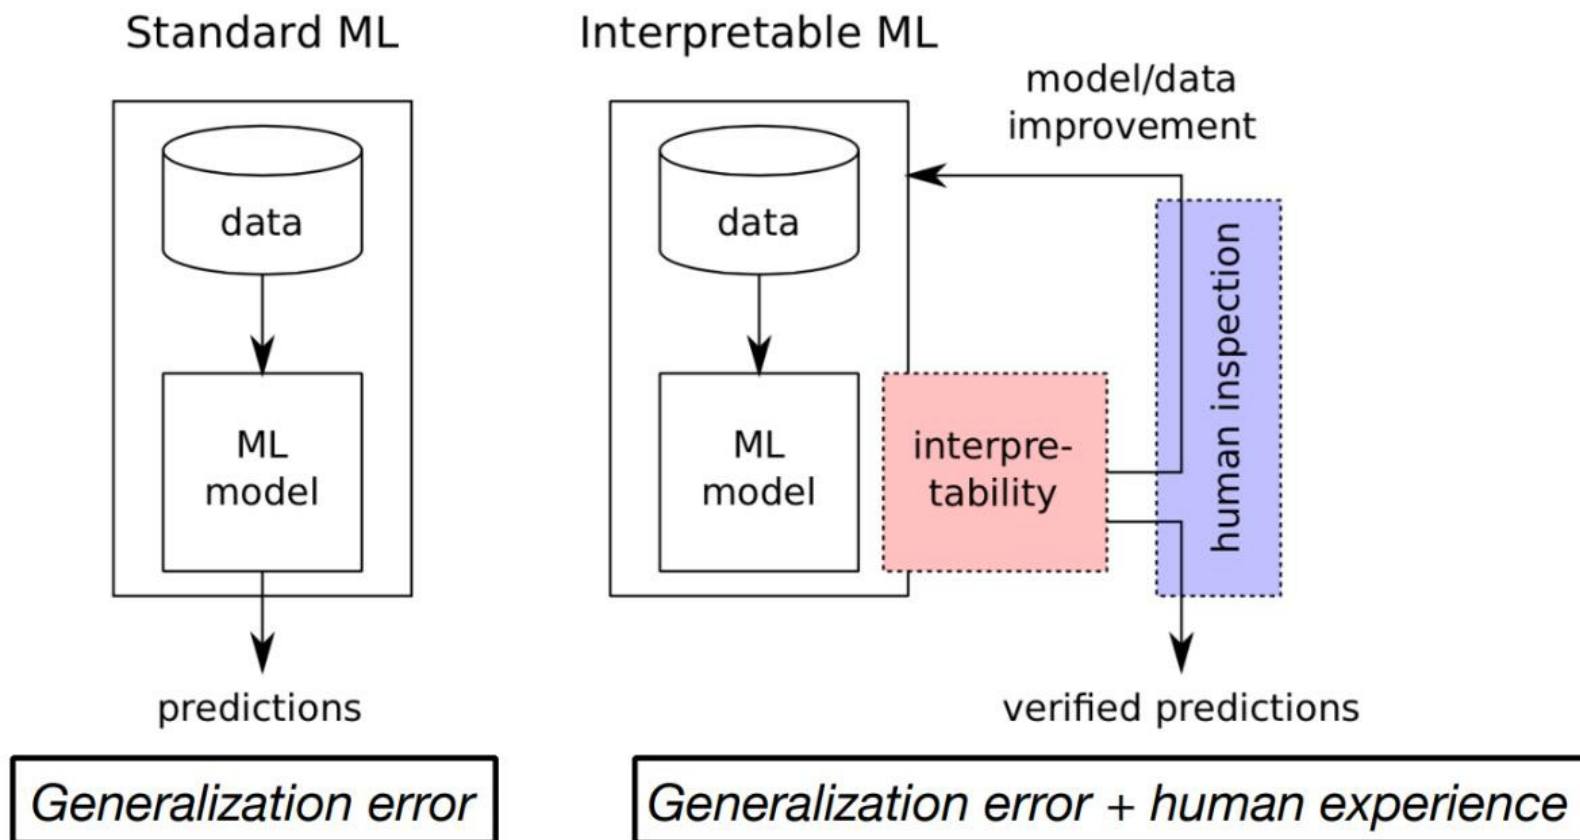 Standard ML
data
ML
model
predictions
Generalization error
Interpretable ML
model/data
improvement
data
ML
model
interpre-
tability
human inspection
verified predictions
Generalization error + human experience